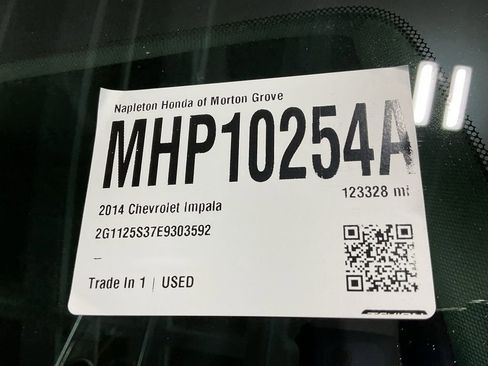 Napleton Honda of Morton Grove
MHP10254A
123328 mi
2014 Chevrolet Impala
2G1125S37E9303592
–
Trade In 1 | USED